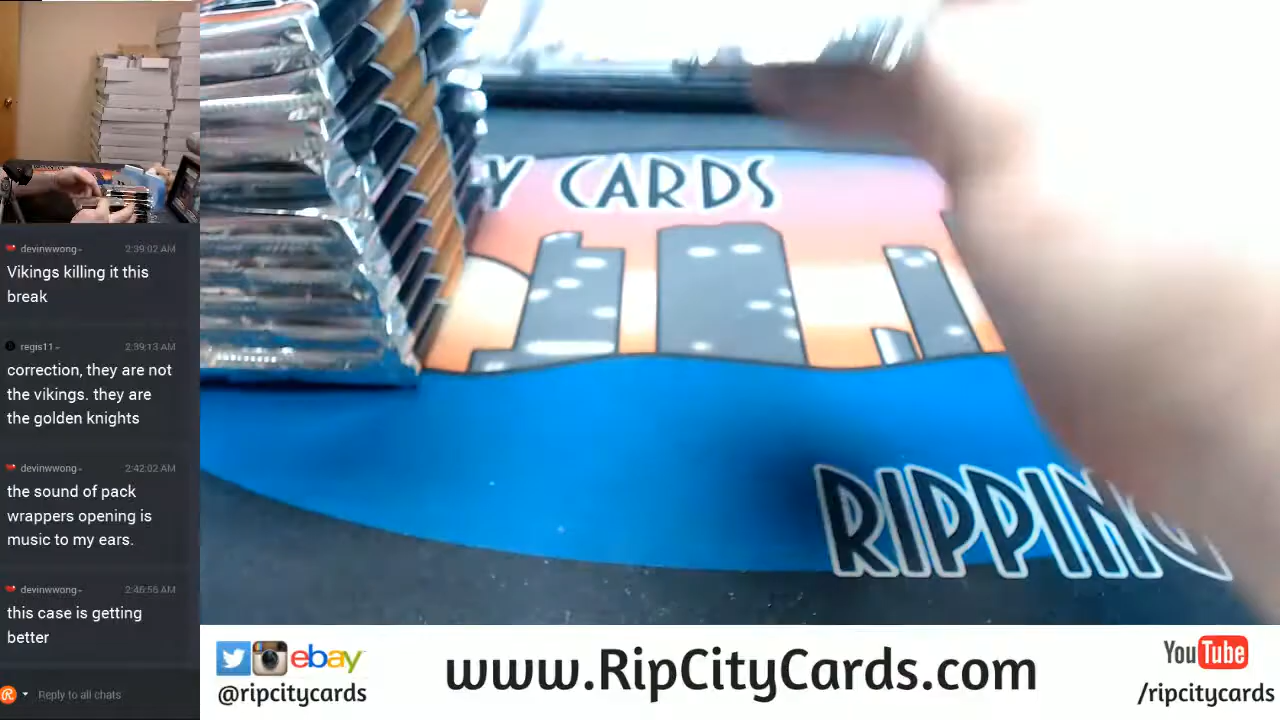 devinwwong- 2:39:02 AM
Vikings killing it this
break
regis11- 2:39:13 AM
correction, they are not
the vikings. they are
the golden knights
devinwwong- 2:42:02 AM
the sound of pack
wrappers opening is
music to my ears.
devinwwong- 2:46:56 AM
this case is getting
better
Reply to all chats
Y CARDS
RIPPING
ebay
@ripcitycards
www.RipCityCards.com
YouTube
/ripcitycards